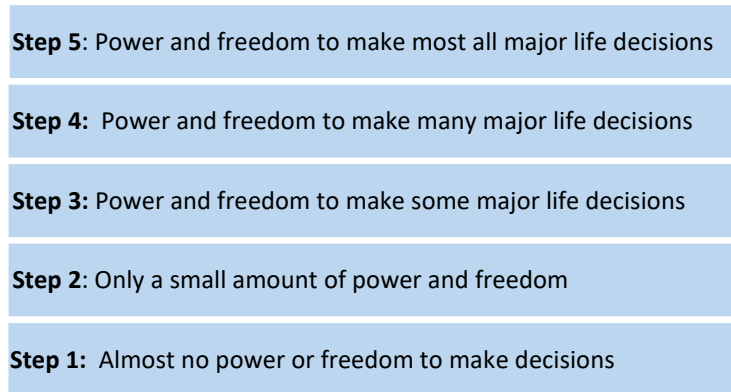 Step 5: Power and freedom to make most all major life decisions
Step 4: Power and freedom to make many major life decisions
Step 3: Power and freedom to make some major life decisions
Step 2: Only a small amount of power and freedom
Step 1: Almost no power or freedom to make decisions